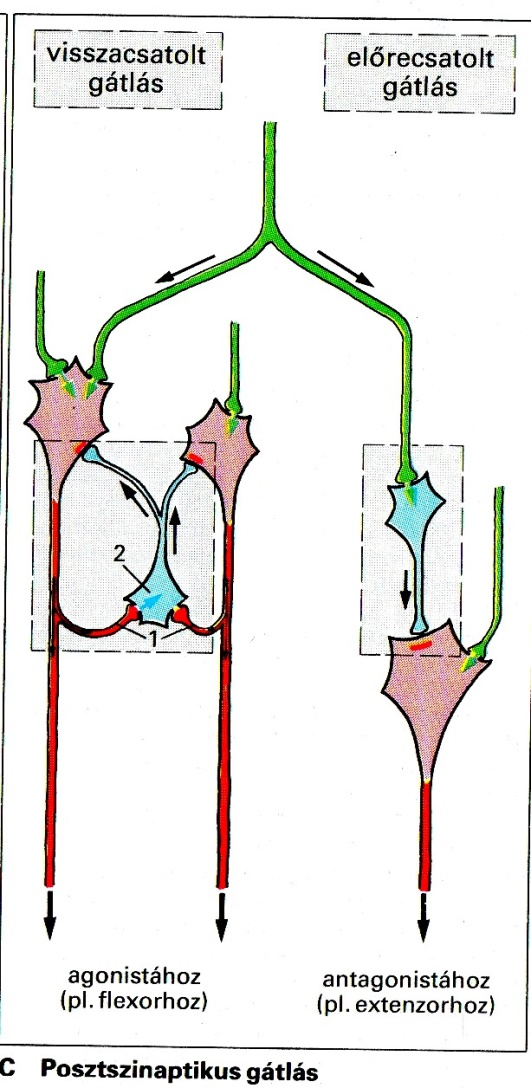 visszacsatolt
gátlás
előrecsatolt
gátlás
2
1
agonistához
(pl. flexorhoz)
antagonistához
(pl. extenzorhoz)
C Posztszinaptikus gátlás